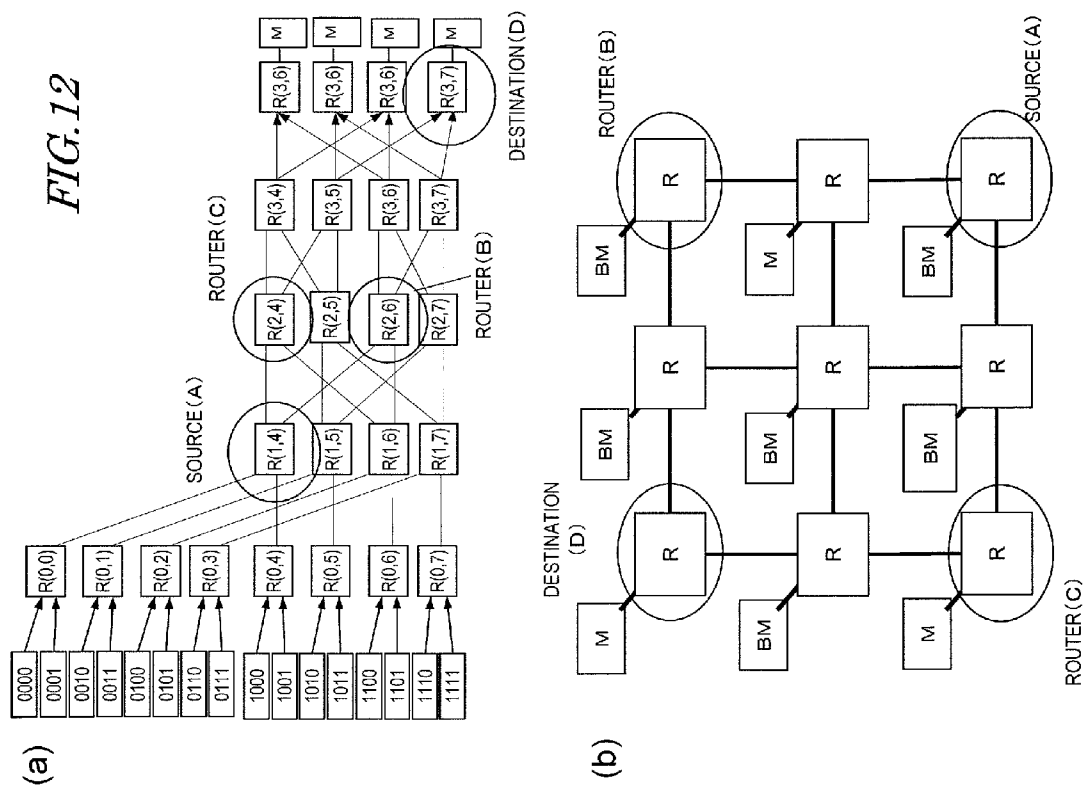 FIG.12
(a)
0000
0001
0010
0011
0100
0101
0110
0111
1000
1001
1010
1011
1100
1101
1110
1111
R(0,0)
R(0,1)
R(0,2)
R(0,3)
R(0,4)
R(0,5)
R(0,6)
R(0,7)
SOURCE(A)
R(1,4)
R(1,5)
R(1,6)
R(1,7)
ROUTER(C)
R(2,4)
R(2,5)
R(2,6)
R(2,7)
ROUTER(B)
R(3,4)
R(3,5)
R(3,6)
R(3,7)
R(3,6)
R(3,6)
R(3,6)
R(3,7)
M
M
M
M
DESTINATION(D)
(b)
DESTINATION
(D)
ROUTER(B)
M
BM
BM
R
R
R
BM
BM
M
R
R
R
M
BM
BM
R
R
R
ROUTER(C)
SOURCE(A)